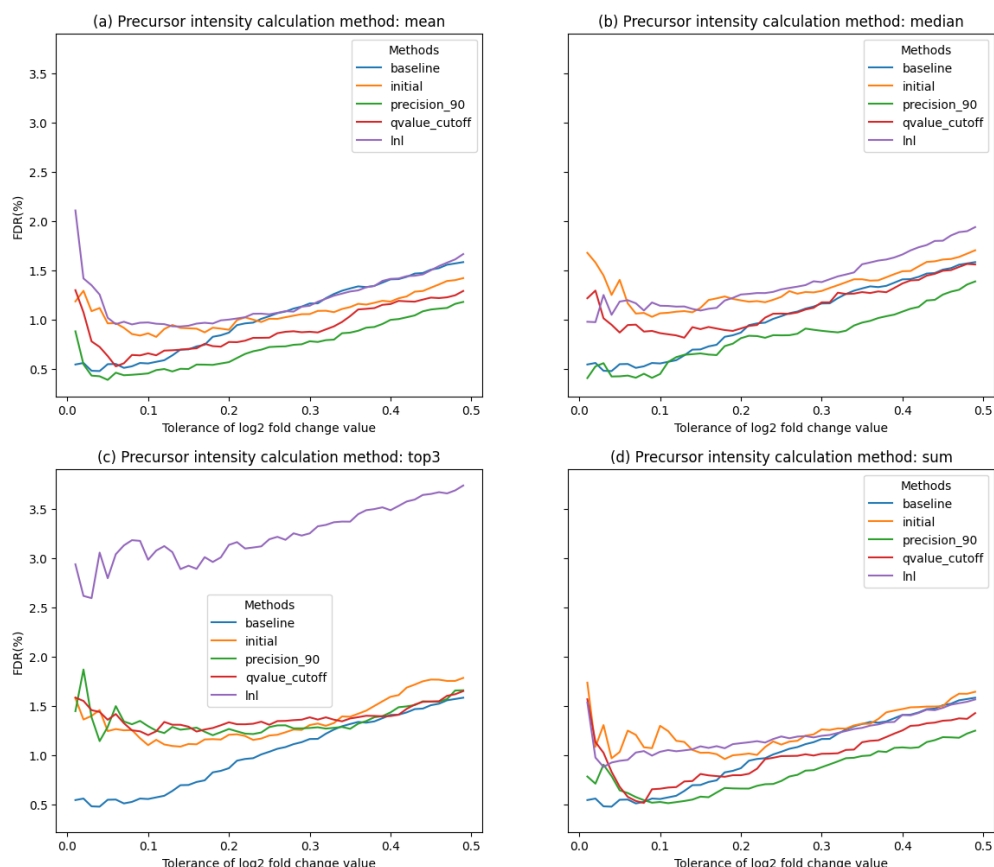 (a) Precursor intensity calculation method: mean
Methods
baseline
initial
precision_90
qvalue_cutoff
lnl
3.5
3.0
2.5
2.0
1.5
1.0
0.5
FDR(%)
0.0 0.1 0.2 0.3 0.4 0.5
Tolerance of log2 fold change value
(b) Precursor intensity calculation method: median
Methods
baseline
initial
precision_90
qvalue_cutoff
lnl
0.0 0.1 0.2 0.3 0.4 0.5
Tolerance of log2 fold change value
(c) Precursor intensity calculation method: top3
3.5
3.0
2.5
2.0
1.5
1.0
0.5
FDR(%)
Methods
baseline
initial
precision_90
qvalue_cutoff
lnl
0.0 0.1 0.2 0.3 0.4 0.5
Tolerance of log2 fold change value
(d) Precursor intensity calculation method: sum
Methods
baseline
initial
precision_90
qvalue_cutoff
lnl
0.0 0.1 0.2 0.3 0.4 0.5
Tolerance of log2 fold change value